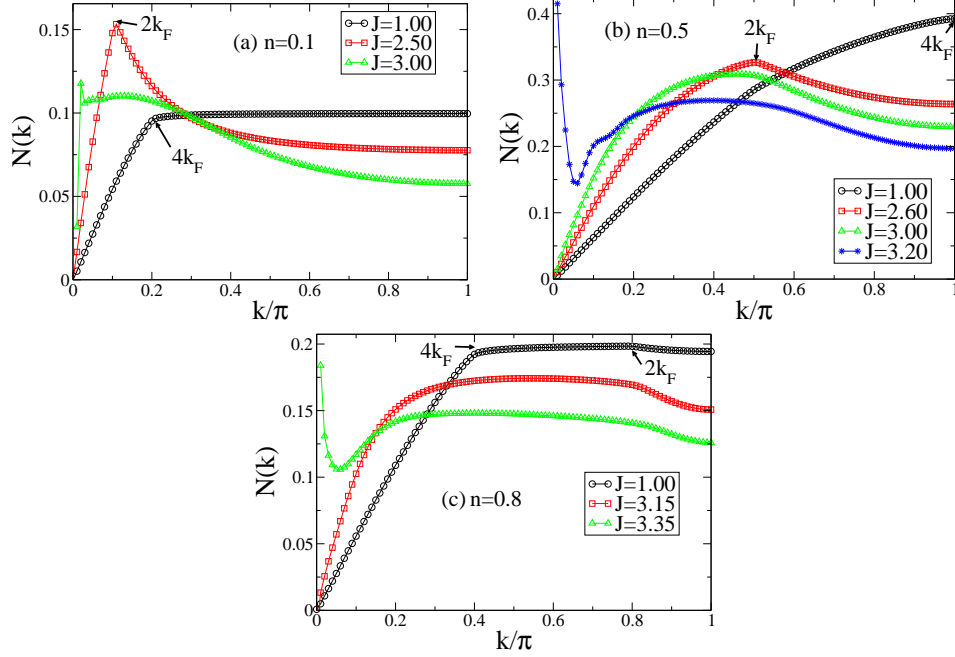 0.15
0.1
0.05
0
N(k)
2k_F
(a) n=0.1
J=1.00
J=2.50
J=3.00
4k_F
0 0.2 0.4 0.6 0.8 1
k/π
0.4
0.3
0.2
0.1
0
N(k)
(b) n=0.5
2k_F
4k_F
J=1.00
J=2.60
J=3.00
J=3.20
0 0.2 0.4 0.6 0.8 1
k/π
0.2
0.15
0.1
0.05
0
N(k)
4k_F
2k_F
(c) n=0.8
J=1.00
J=3.15
J=3.35
0 0.2 0.4 0.6 0.8 1
k/π